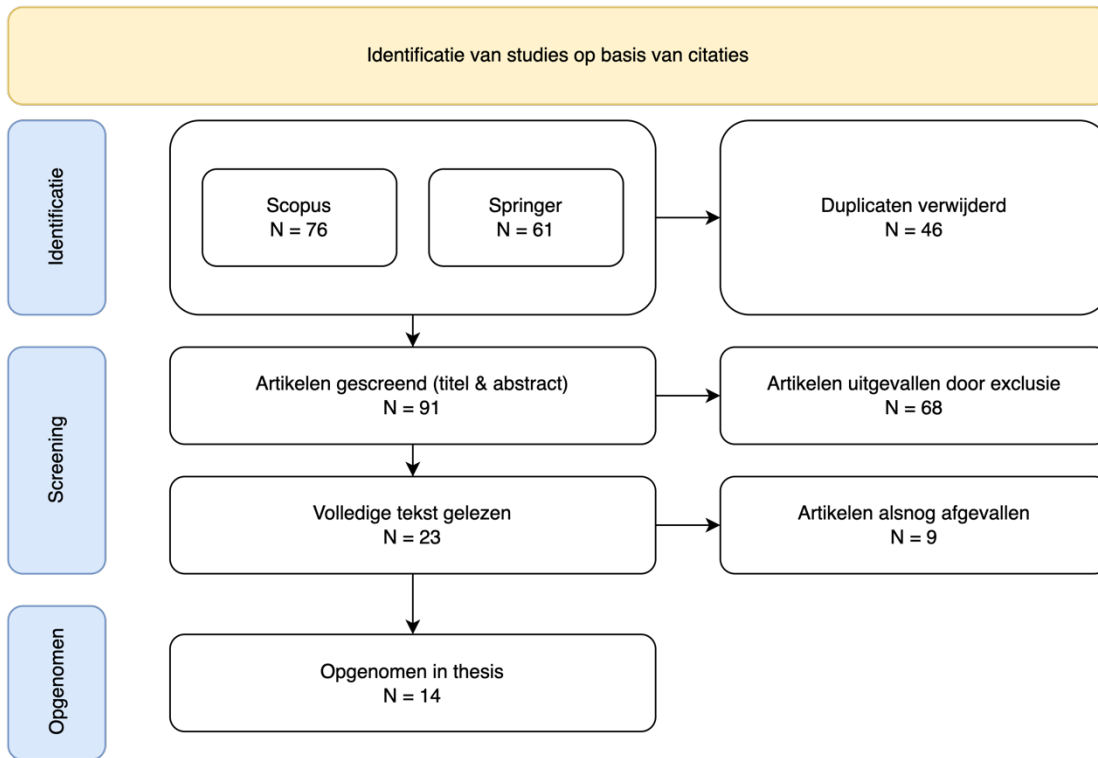 Identificatie van studies op basis van citaties
Identificatie
Scopus
N = 76
Springer
N = 61
Duplicaten verwijderd
N = 46
Screening
Artikelen gescreend (titel & abstract)
N = 91
Artikelen uitgevallen door exclusie
N = 68
Volledige tekst gelezen
N = 23
Artikelen alsnog afgevallen
N = 9
Opgenomen
Opgenomen in thesis
N = 14